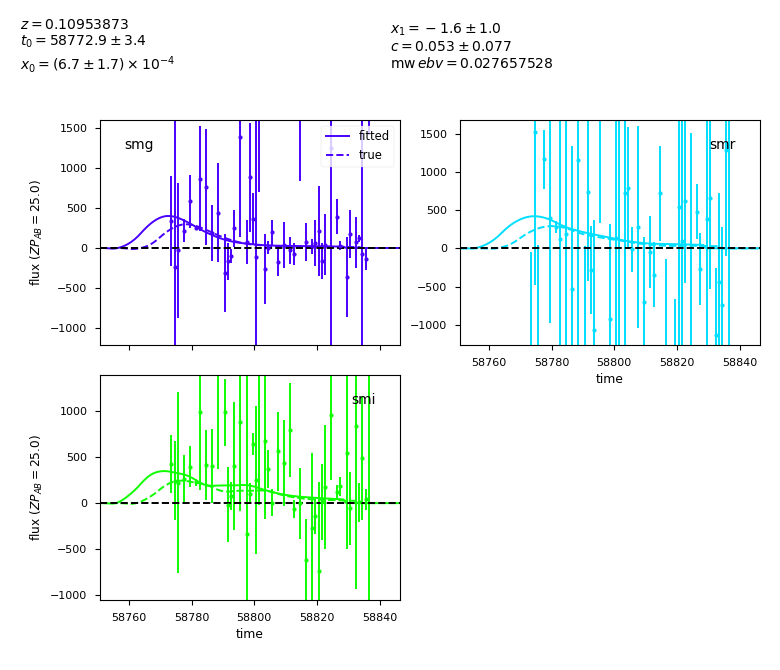 z = 0.10953873
t₀ = 58772.9 ± 3.4
x₀ = (6.7 ± 1.7) × 10⁻⁴
x₁ = −1.6 ± 1.0
c = 0.053 ± 0.077
mw ebv = 0.027657528
smg
fitted
true
1500
1000
500
0
−500
−1000
flux (ZP_AB = 25.0)
smr
1500
1000
500
0
−500
−1000
58760 58780 58800 58820 58840
time
smi
1000
500
0
−500
−1000
flux (ZP_AB = 25.0)
58760 58780 58800 58820 58840
time